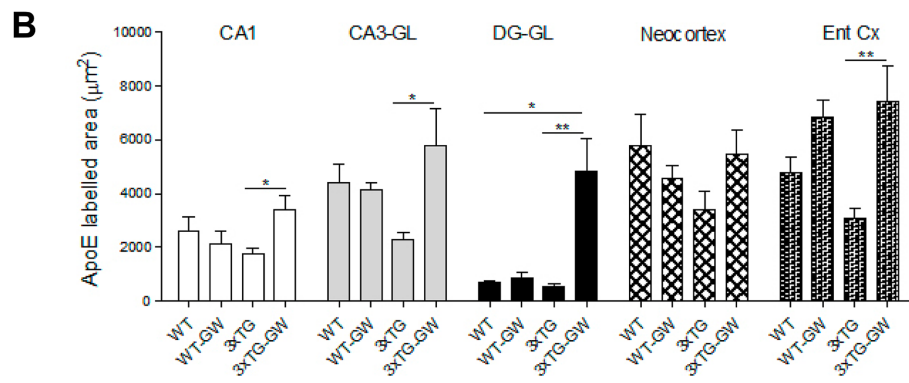 B
CA1 CA3-GL DG-GL Neocortex Ent Cx
ApoE labelled area (µm²)
10000
8000
6000
4000
2000
0
* * * ** **
WT WT-GW 3xTG 3xTG-GW WT WT-GW 3xTG 3xTG-GW WT WT-GW 3xTG 3xTG-GW WT WT-GW 3xTG 3xTG-GW WT WT-GW 3xTG 3xTG-GW